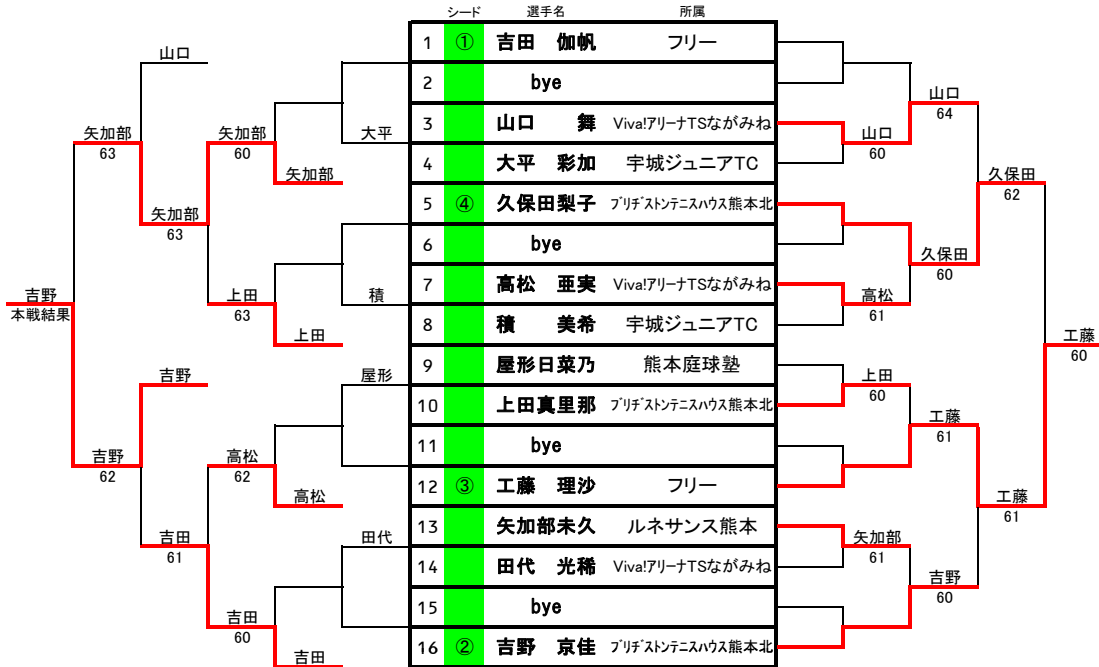 シード 選手名 所属
1 ① 吉田 伽帆 フリー
2 bye
3 山口 舞 Viva!アリーナTSながみね
4 大平 彩加 宇城ジュニアTC
5 ④ 久保田梨子 ブリヂストンテニスハウス熊本北
6 bye
7 高松 亜実 Viva!アリーナTSながみね
8 積 美希 宇城ジュニアTC
9 屋形日菜乃 熊本庭球塾
10 上田真里那 ブリヂストンテニスハウス熊本北
11 bye
12 ③ 工藤 理沙 フリー
13 矢加部未久 ルネサンス熊本
14 田代 光稀 Viva!アリーナTSながみね
15 bye
16 ② 吉野 京佳 ブリヂストンテニスハウス熊本北
山口
矢加部
63
矢加部
60
大平
矢加部
矢加部
63
上田
63
積
上田
吉野
本戦結果
吉野
屋形
吉野
62
高松
62
高松
吉田
61
田代
吉田
60
吉田
山口
64
山口
60
久保田
62
久保田
60
高松
61
工藤
60
上田
60
工藤
61
工藤
61
矢加部
61
吉野
60